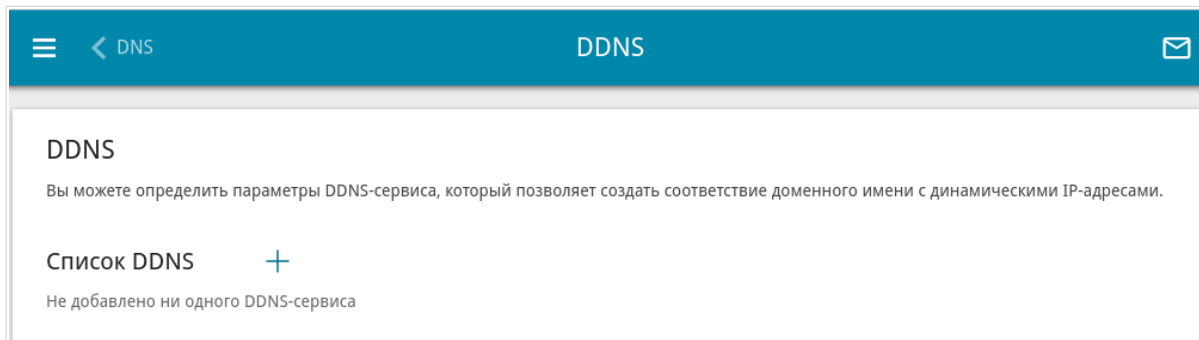 DNS
DDNS
DDNS
Вы можете определить параметры DDNS-сервиса, который позволяет создать соответствие доменного имени с динамическими IP-адресами.
Список DDNS
Не добавлено ни одного DDNS-сервиса